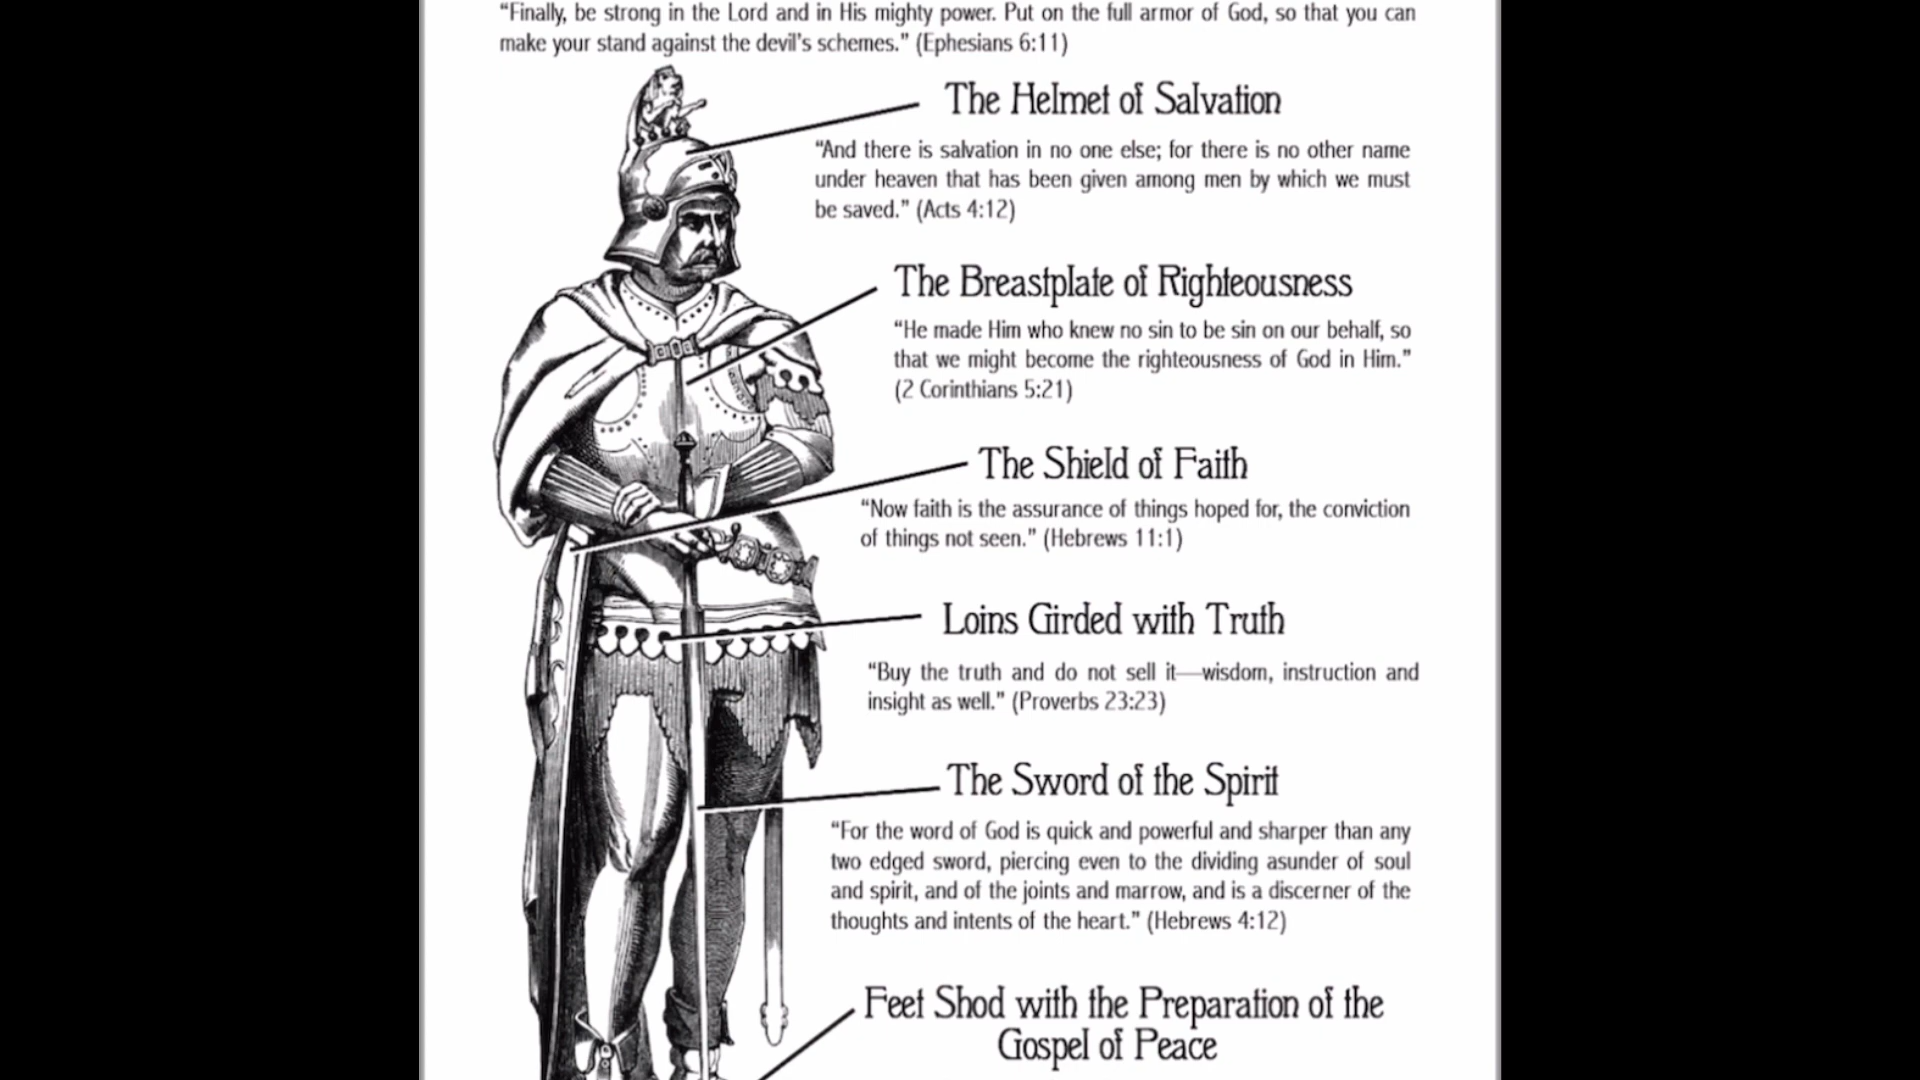 “Finally, be strong in the Lord and in His mighty power. Put on the full armor of God, so that you can
make your stand against the devil’s schemes.” (Ephesians 6:11)
The Helmet of Salvation
“And there is salvation in no one else; for there is no other name
under heaven that has been given among men by which we must
be saved.” (Acts 4:12)
The Breastplate of Righteousness
“He made Him who knew no sin to be sin on our behalf, so
that we might become the righteousness of God in Him.”
(2 Corinthians 5:21)
The Shield of Faith
“Now faith is the assurance of things hoped for, the conviction
of things not seen.” (Hebrews 11:1)
Loins Girded with Truth
“Buy the truth and do not sell it—wisdom, instruction and
insight as well.” (Proverbs 23:23)
The Sword of the Spirit
“For the word of God is quick and powerful and sharper than any
two edged sword, piercing even to the dividing asunder of soul
and spirit, and of the joints and marrow, and is a discerner of the
thoughts and intents of the heart.” (Hebrews 4:12)
Feet Shod with the Preparation of the
Gospel of Peace